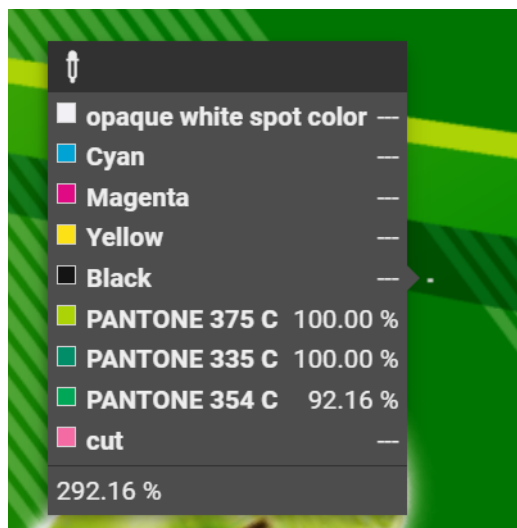 opaque white spot color ---
Cyan ---
Magenta ---
Yellow ---
Black ---
PANTONE 375 C 100.00 %
PANTONE 335 C 100.00 %
PANTONE 354 C 92.16 %
cut ---
292.16 %